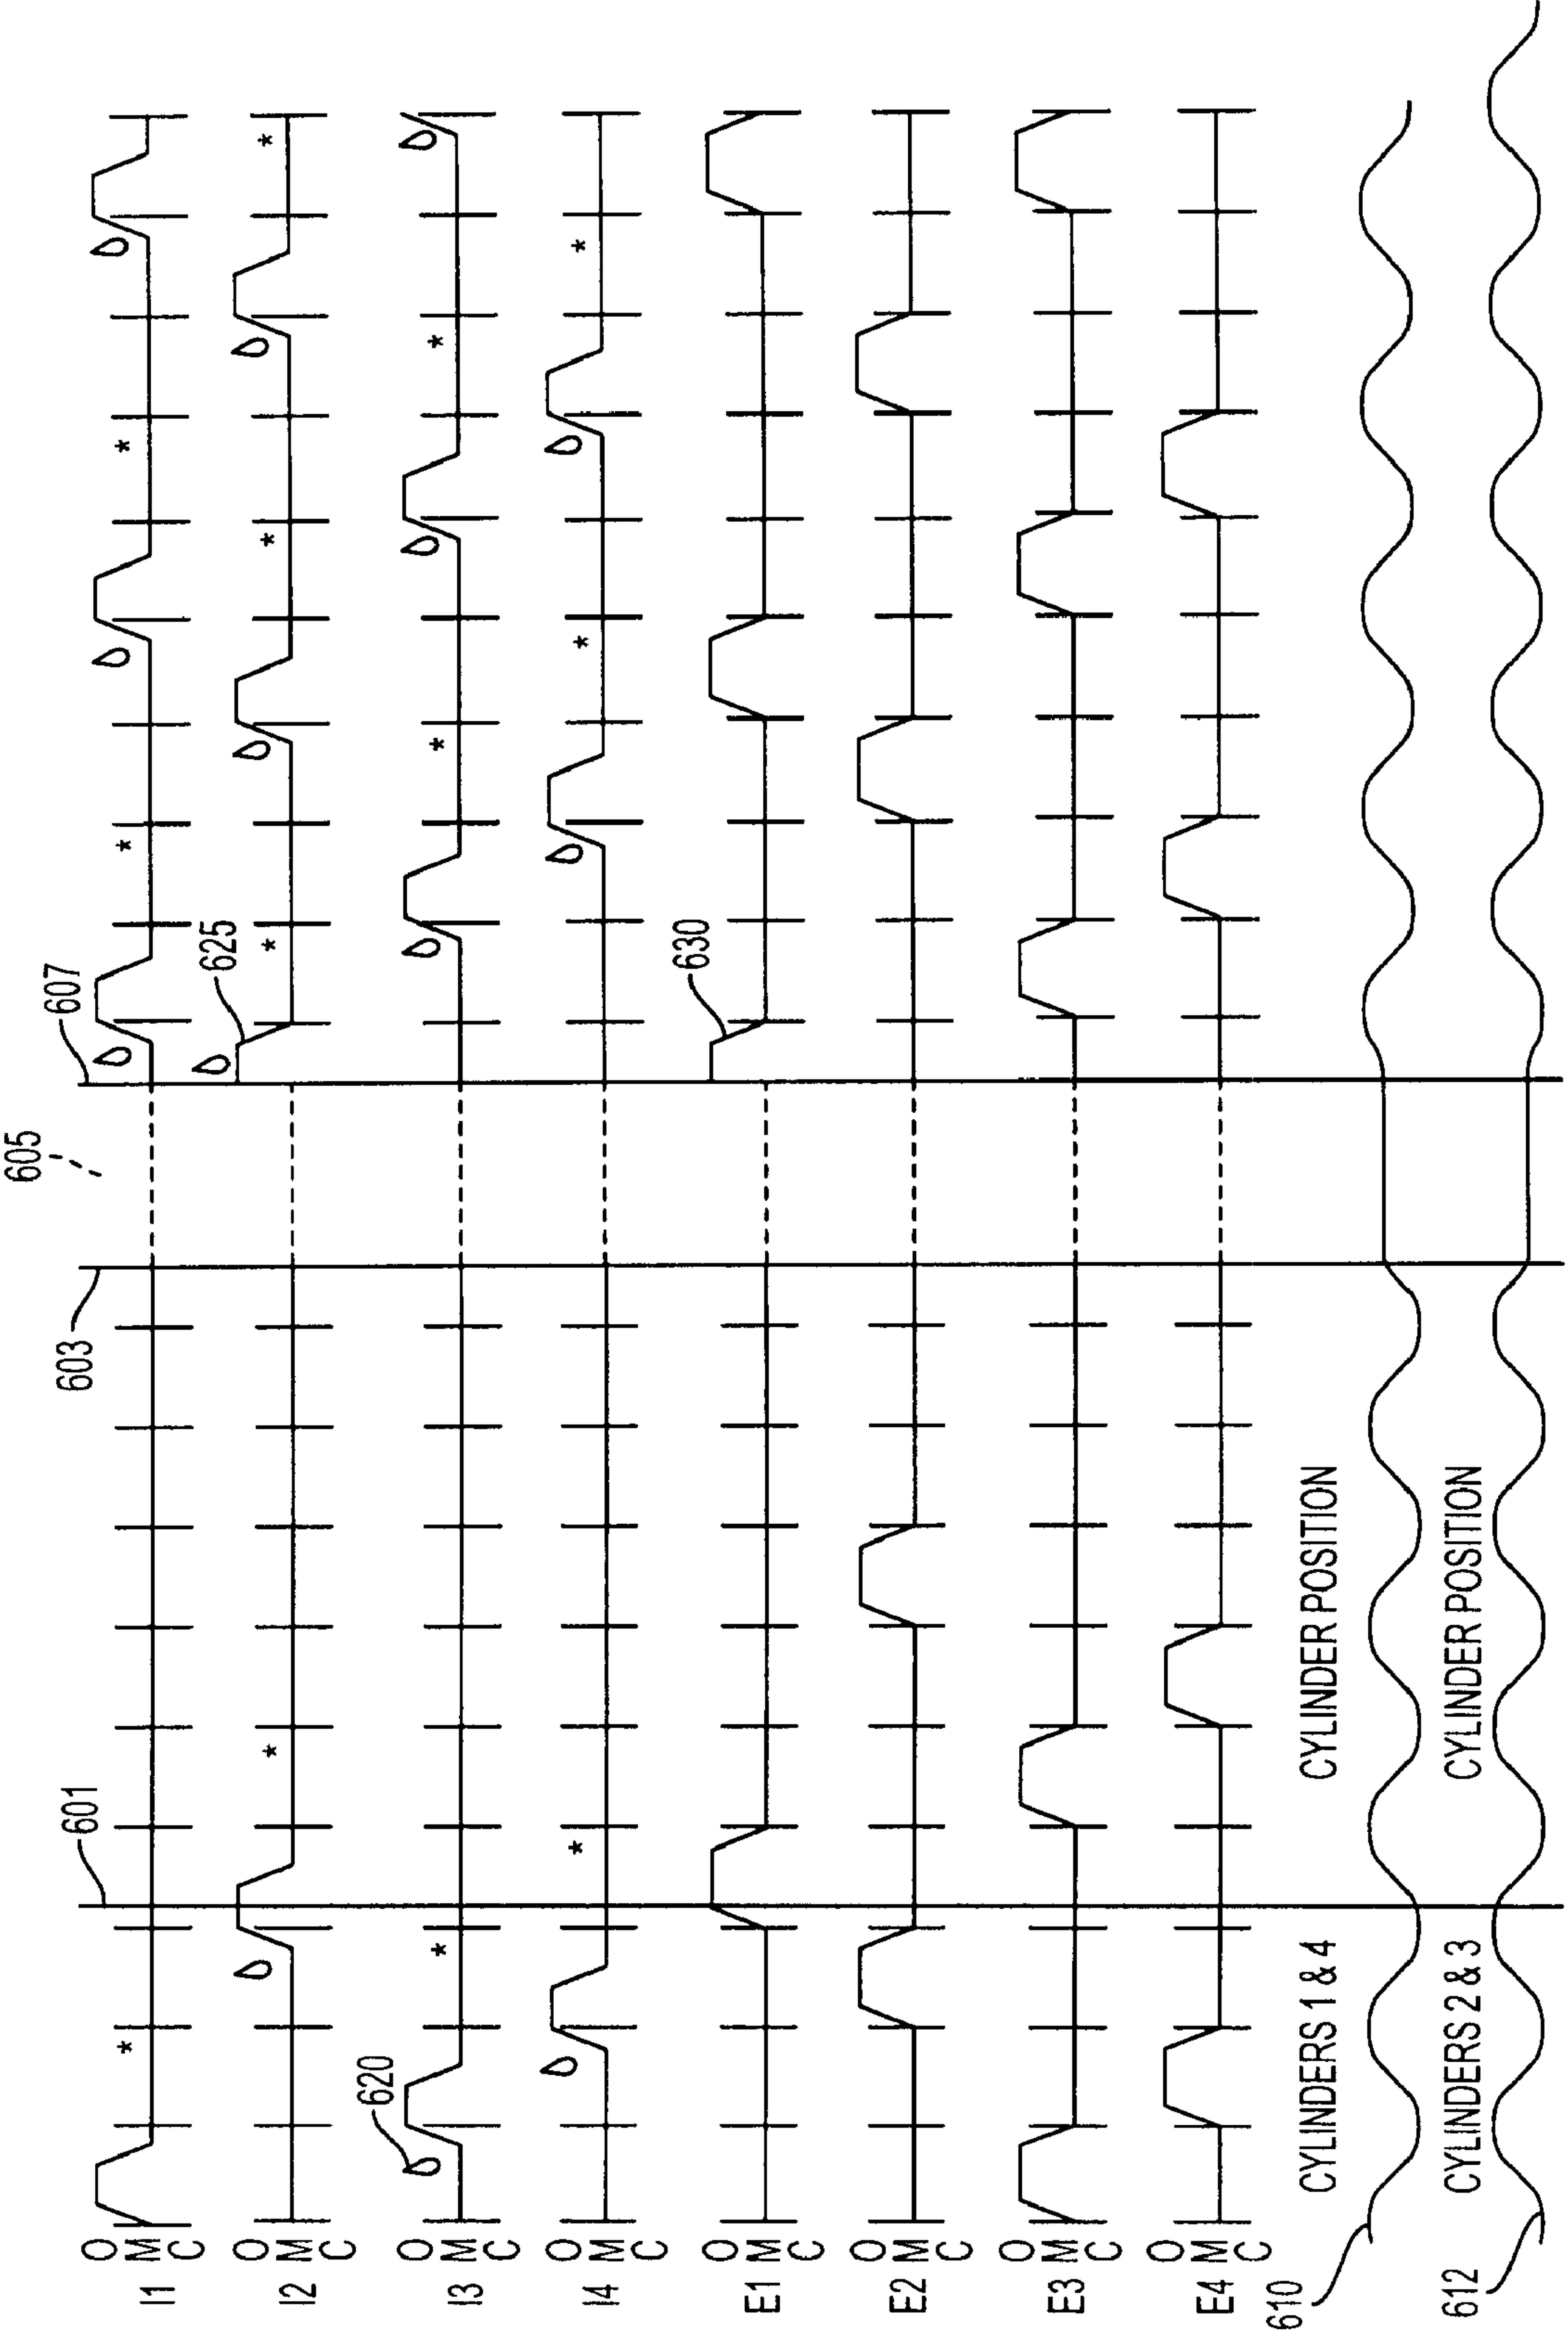 601
603
605
607
O
M
C
I1
*
*
*
*
O
M
C
I2
*
625
*
*
*
O
M
C
I3
620
*
*
*
O
M
C
I4
*
*
*
O
M
C
E1
630
O
M
C
E2
O
M
C
E3
O
M
C
E4
CYLINDERS 1 & 4 CYLINDER POSITION
610
CYLINDERS 2 & 3 CYLINDER POSITION
612